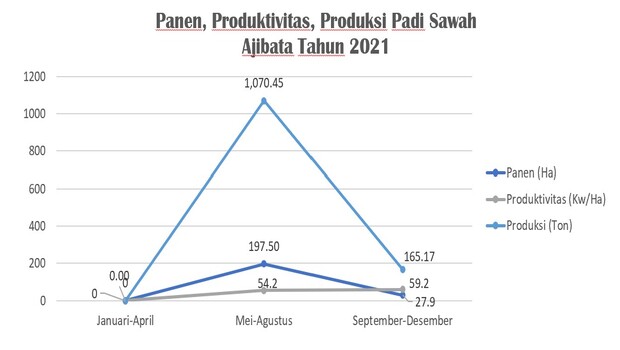 Panen, Produktivitas, Produksi Padi Sawah
Ajibata Tahun 2021
1200
1000
800
600
400
200
0
1,070.45
197.50
54.2
165.17
59.2
27.9
0.00
0
0
Januari-April
Mei-Agustus
September-Desember
Panen (Ha)
Produktivitas (Kw/Ha)
Produksi (Ton)